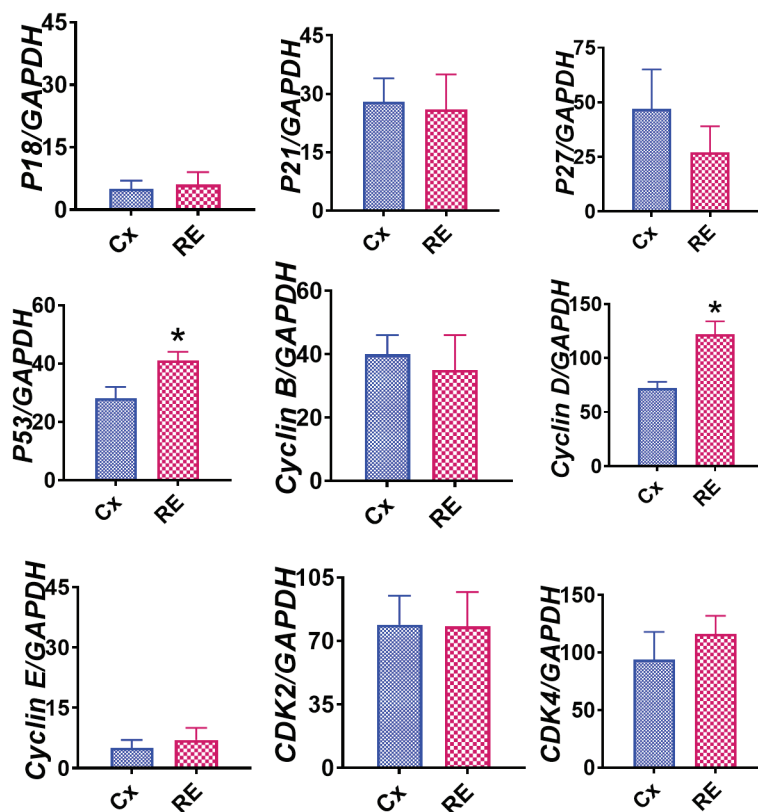 P18/GAPDH
45
30
15
0
Cx
RE
P21/GAPDH
45
30
15
0
Cx
RE
P27/GAPDH
75
50
25
0
Cx
RE
P53/GAPDH
60
40
20
0
*
Cx
RE
Cyclin B/GAPDH
60
40
20
0
Cx
RE
Cyclin D/GAPDH
150
100
50
0
*
Cx
RE
Cyclin E/GAPDH
45
30
15
0
Cx
RE
CDK2/GAPDH
105
70
35
0
Cx
RE
CDK4/GAPDH
150
100
50
0
Cx
RE